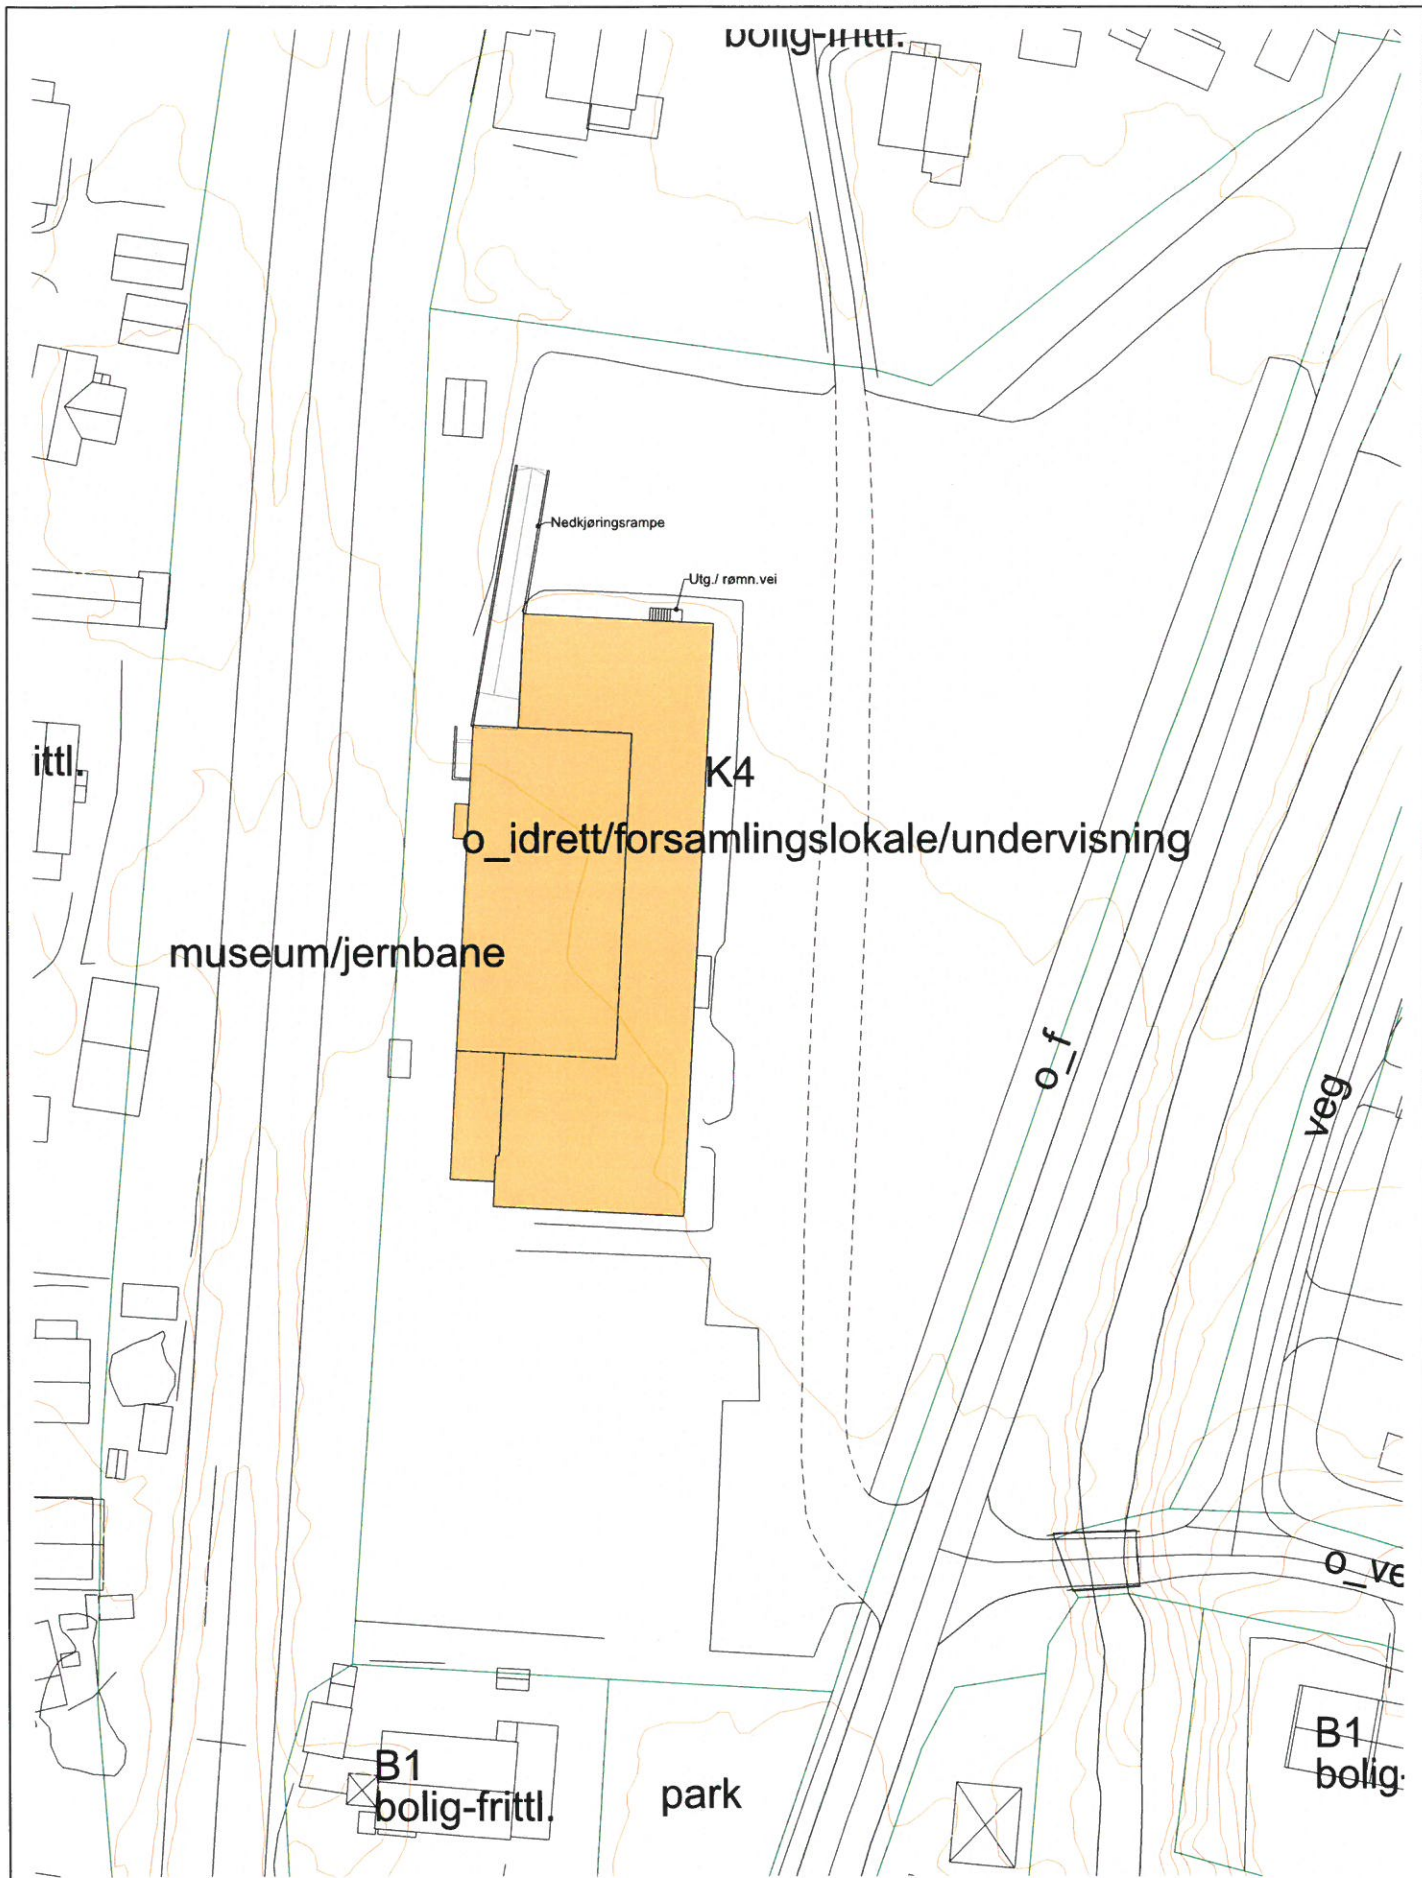 bolig-frittl.
Nedkjøringsrampe
Utg./ rømn.vei
ittl.
K4
o_idrett/forsamlingslokale/undervisning
museum/jernbane
o_f
veg
o_ve
B1
bolig-
B1
bolig-frittl.
park